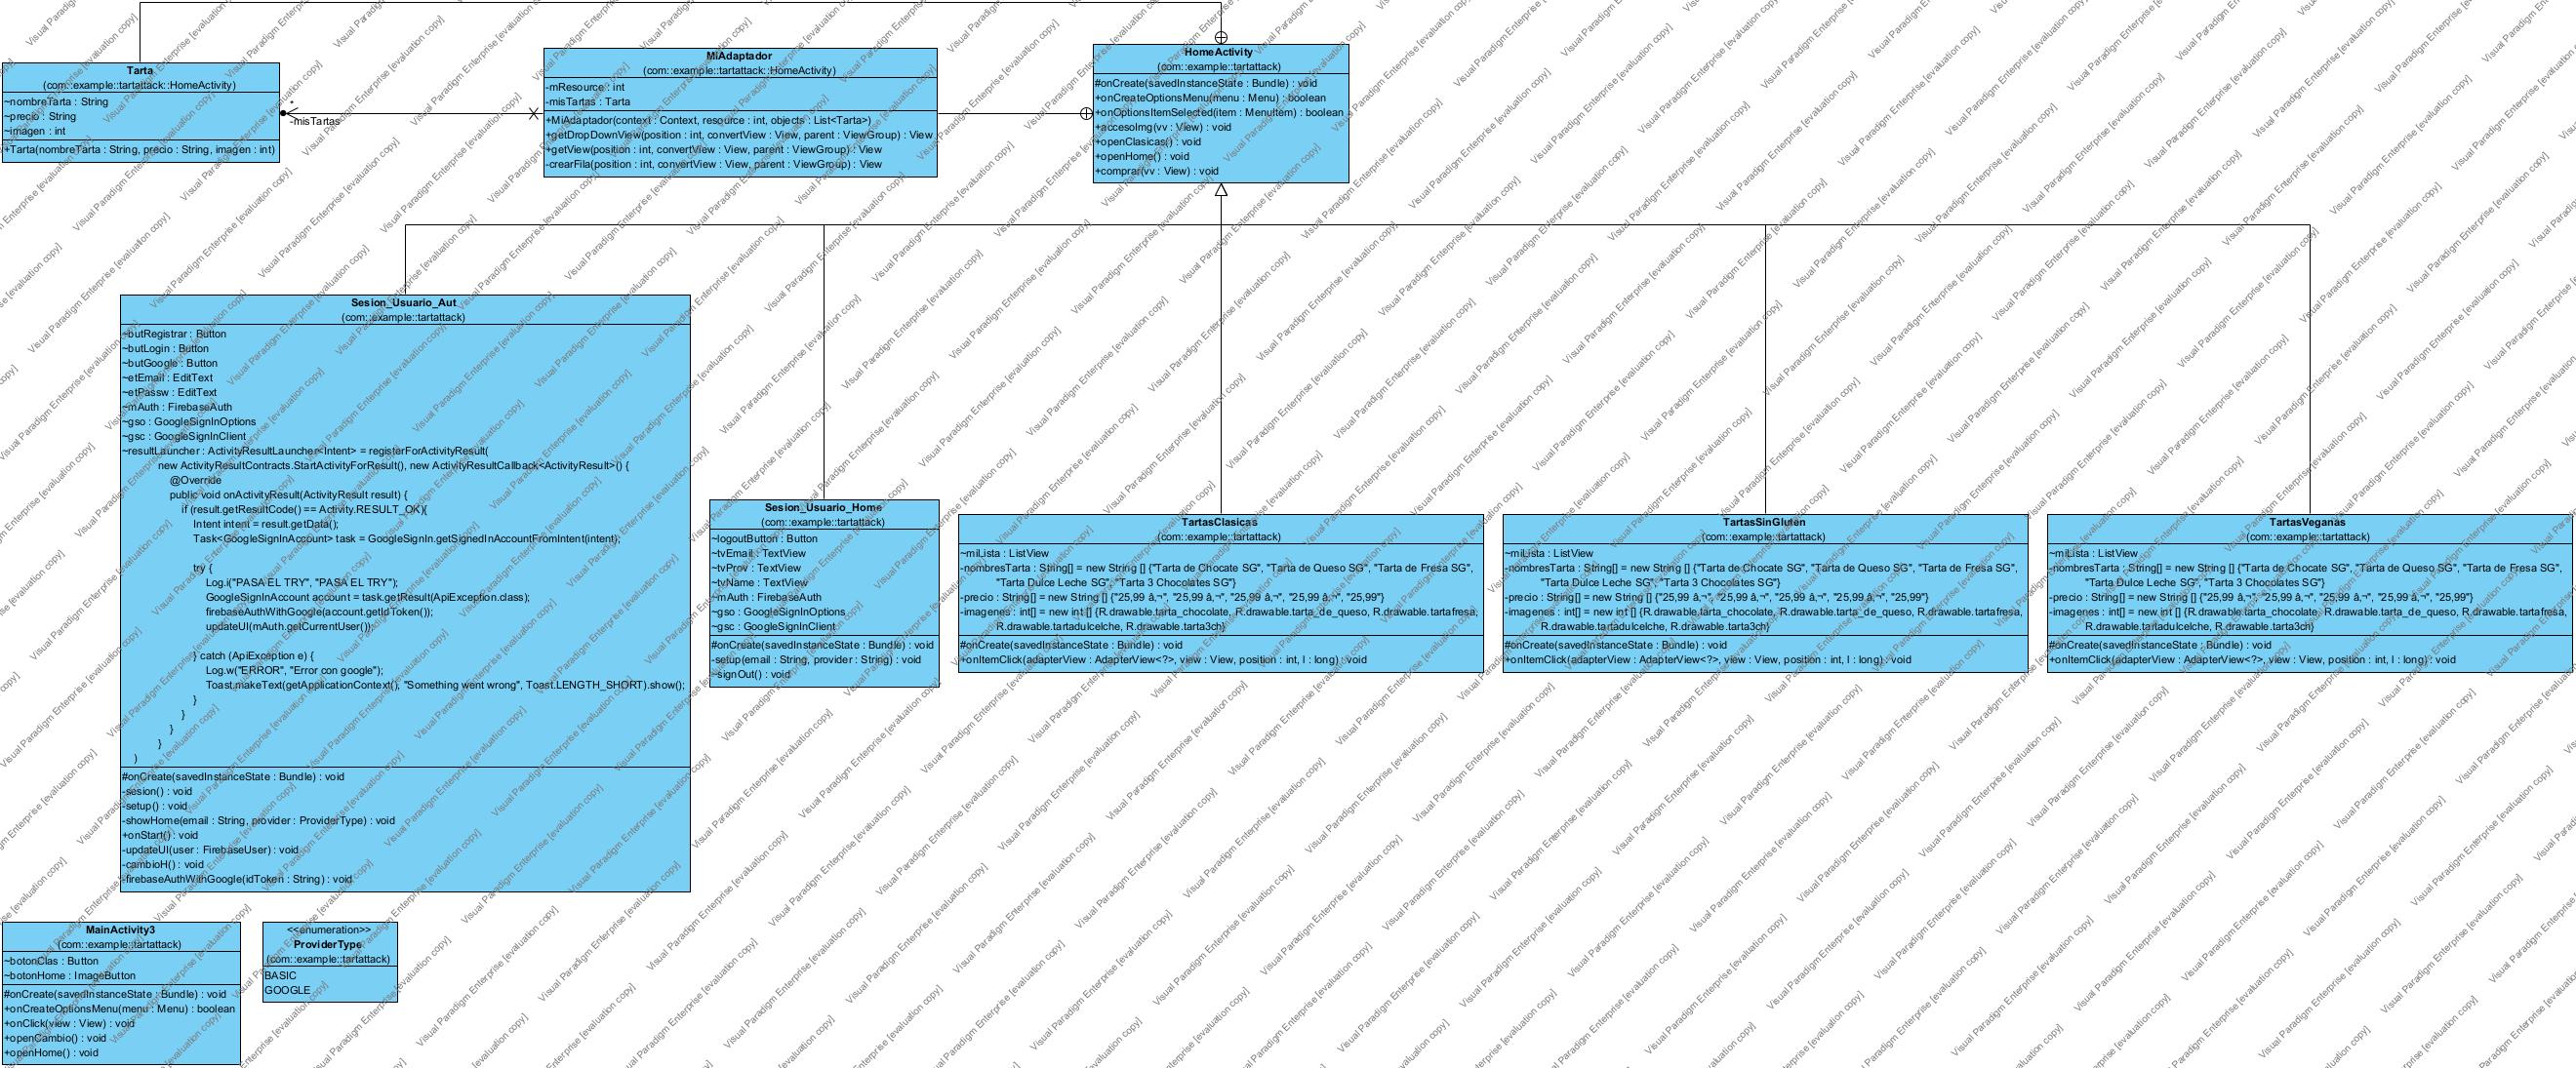 Tarta
(com::example::tartattack::HomeActivity)
~nombreTarta : String
~precio : String
~imagen : int
+Tarta(nombreTarta : String, precio : String, imagen : int)
*
-misTartas
MiAdaptador
(com::example::tartattack::HomeActivity)
-mResource : int
-misTartas : Tarta
+MiAdaptador(context : Context, resource : int, objects : List<Tarta>)
+getDropDownView(position : int, convertView : View, parent : ViewGroup) : View
+getView(position : int, convertView : View, parent : ViewGroup) : View
-crearFila(position : int, convertView : View, parent : ViewGroup) : View
HomeActivity
(com::example::tartattack)
#onCreate(savedInstanceState : Bundle) : void
+onCreateOptionsMenu(menu : Menu) : boolean
+onOptionsItemSelected(item : MenuItem) : boolean
+accesoImg(vv : View) : void
+openClasicas() : void
+openHome() : void
+comprar(vv : View) : void
Sesion_Usuario_Aut
(com::example::tartattack)
~butRegistrar : Button
~butLogin : Button
~butGoogle : Button
~etEmail : EditText
~etPassw : EditText
~mAuth : FirebaseAuth
~gso : GoogleSignInOptions
~gsc : GoogleSignInClient
~resultLauncher : ActivityResultLauncher<Intent> = registerForActivityResult(
new ActivityResultContracts.StartActivityForResult(), new ActivityResultCallback<ActivityResult>() {
@Override
public void onActivityResult(ActivityResult result) {
if (result.getResultCode() == Activity.RESULT_OK){
Intent intent = result.getData();
Task<GoogleSignInAccount> task = GoogleSignIn.getSignedInAccountFromIntent(intent);
try {
Log.i("PASA EL TRY", "PASA EL TRY");
GoogleSignInAccount account = task.getResult(ApiException.class);
firebaseAuthWithGoogle(account.getIdToken());
updateUI(mAuth.getCurrentUser());
} catch (ApiException e) {
Log.w("ERROR", "Error con google");
Toast.makeText(getApplicationContext(), "Something went wrong", Toast.LENGTH_SHORT).show();
}
}
}
}
)
#onCreate(savedInstanceState : Bundle) : void
-sesion() : void
-setup() : void
-showHome(email : String, provider : ProviderType) : void
+onStart() : void
-updateUI(user : FirebaseUser) : void
-cambioH() : void
-firebaseAuthWithGoogle(idToken : String) : void
Sesion_Usuario_Home
(com::example::tartattack)
~logoutButton : Button
~tvEmail : TextView
~tvProv : TextView
~tvName : TextView
~mAuth : FirebaseAuth
~gso : GoogleSignInOptions
~gsc : GoogleSignInClient
#onCreate(savedInstanceState : Bundle) : void
-setup(email : String, provider : String) : void
~signOut() : void
TartasClasicas
(com::example::tartattack)
~miLista : ListView
-nombresTarta : String[] = new String [] {"Tarta de Chocate SG", "Tarta de Queso SG", "Tarta de Fresa SG",
"Tarta Dulce Leche SG", "Tarta 3 Chocolates SG"}
-precio : String[] = new String [] {"25,99 â‚¬", "25,99 â‚¬", "25,99 â‚¬", "25,99 â‚¬", "25,99"}
-imagenes : int[] = new int [] {R.drawable.tarta_chocolate, R.drawable.tarta_de_queso, R.drawable.tartafresa,
R.drawable.tartadulcelche, R.drawable.tarta3ch}
#onCreate(savedInstanceState : Bundle) : void
+onItemClick(adapterView : AdapterView<?>, view : View, position : int, l : long) : void
TartasSinGluten
(com::example::tartattack)
~miLista : ListView
-nombresTarta : String[] = new String [] {"Tarta de Chocate SG", "Tarta de Queso SG", "Tarta de Fresa SG",
"Tarta Dulce Leche SG", "Tarta 3 Chocolates SG"}
-precio : String[] = new String [] {"25,99 â‚¬", "25,99 â‚¬", "25,99 â‚¬", "25,99 â‚¬", "25,99"}
-imagenes : int[] = new int [] {R.drawable.tarta_chocolate, R.drawable.tarta_de_queso, R.drawable.tartafresa,
R.drawable.tartadulcelche, R.drawable.tarta3ch}
#onCreate(savedInstanceState : Bundle) : void
+onItemClick(adapterView : AdapterView<?>, view : View, position : int, l : long) : void
TartasVeganas
(com::example::tartattack)
~miLista : ListView
-nombresTarta : String[] = new String [] {"Tarta de Chocate SG", "Tarta de Queso SG", "Tarta de Fresa SG",
"Tarta Dulce Leche SG", "Tarta 3 Chocolates SG"}
-precio : String[] = new String [] {"25,99 â‚¬", "25,99 â‚¬", "25,99 â‚¬", "25,99 â‚¬", "25,99"}
-imagenes : int[] = new int [] {R.drawable.tarta_chocolate, R.drawable.tarta_de_queso, R.drawable.tartafresa,
R.drawable.tartadulcelche, R.drawable.tarta3ch}
#onCreate(savedInstanceState : Bundle) : void
+onItemClick(adapterView : AdapterView<?>, view : View, position : int, l : long) : void
MainActivity3
(com::example::tartattack)
~botonClas : Button
~botonHome : ImageButton
#onCreate(savedInstanceState : Bundle) : void
+onCreateOptionsMenu(menu : Menu) : boolean
+onClick(view : View) : void
+openCambio() : void
+openHome() : void
<<enumeration>>
ProviderType
(com::example::tartattack)
BASIC
GOOGLE
Visual Paradigm Enterprise [evaluation copy]